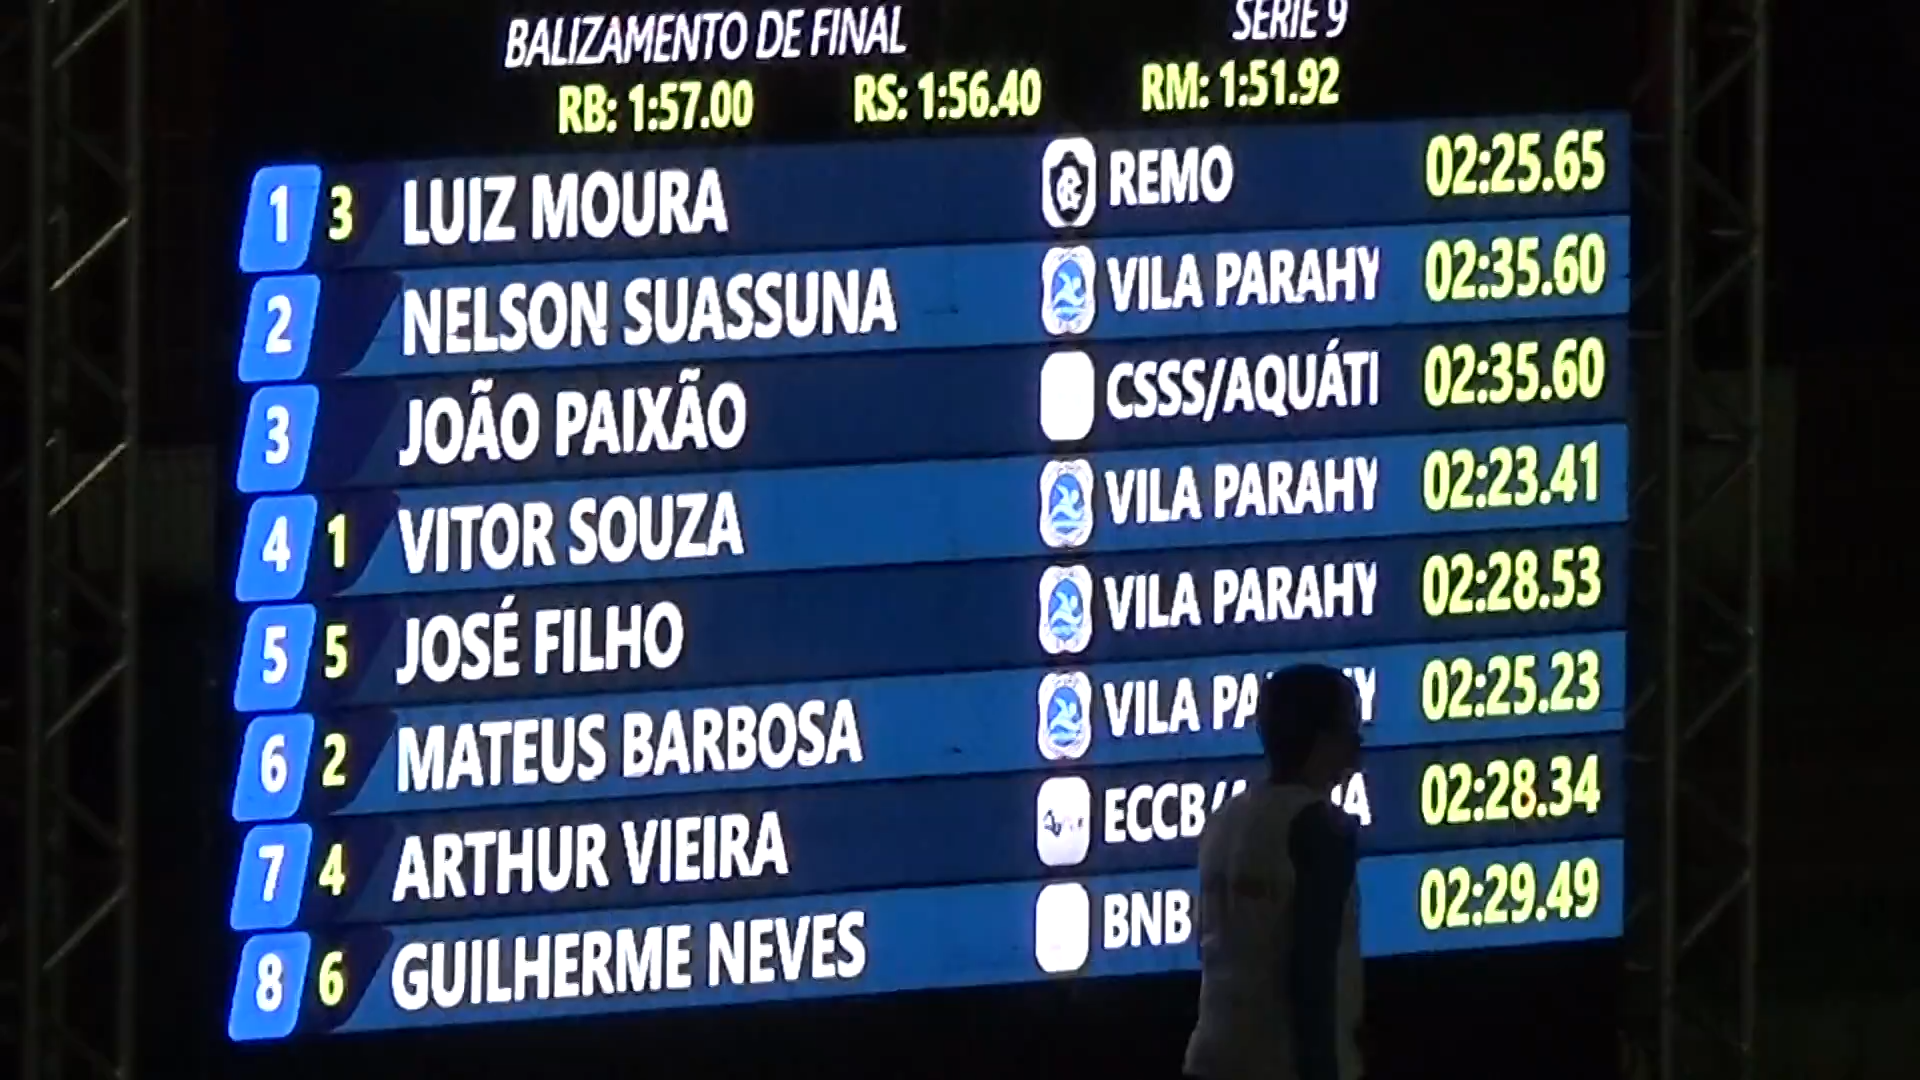 BALIZAMENTO DE FINAL SÉRIE 9
RB: 1:57.00 RS: 1:56.40 RM: 1:51.92
1 3 LUIZ MOURA REMO 02:25.65
2 NELSON SUASSUNA VILA PARAHY 02:35.60
3 JOÃO PAIXÃO CSSS/AQUÁTI 02:35.60
4 1 VITOR SOUZA VILA PARAHY 02:23.41
5 5 JOSÉ FILHO VILA PARAHY 02:28.53
6 2 MATEUS BARBOSA VILA 02:25.23
7 4 ARTHUR VIEIRA ECCB/ 02:28.34
8 6 GUILHERME NEVES BNB 02:29.49